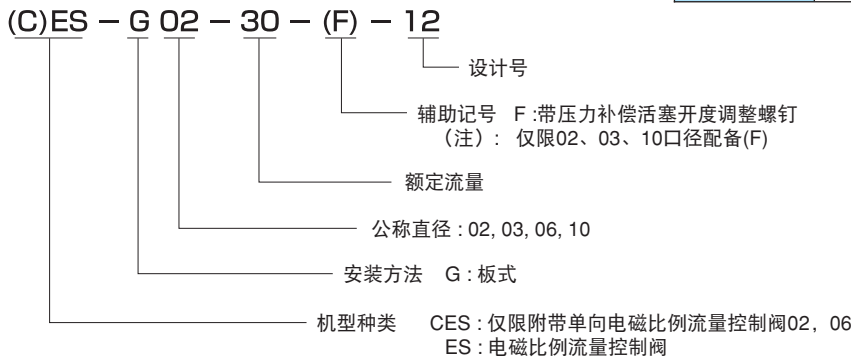 (C)ES － G 02 － 30 － (F) － 12
设计号
辅助记号 F :带压力补偿活塞开度调整螺钉
（注）: 仅限02、03、10口径配备(F)
额定流量
公称直径 : 02, 03, 06, 10
安装方法 G : 板式
机型种类 CES : 仅限附带单向电磁比例流量控制阀02，06
ES : 电磁比例流量控制阀